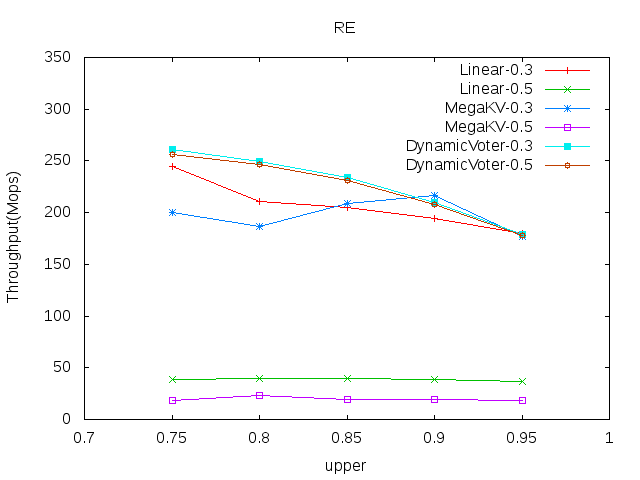 RE
350
300
250
200
150
100
50
0
Throughput(Mops)
Linear-0.3
Linear-0.5
MegaKV-0.3
MegaKV-0.5
DynamicVoter-0.3
DynamicVoter-0.5
0.7 0.75 0.8 0.85 0.9 0.95 1
upper